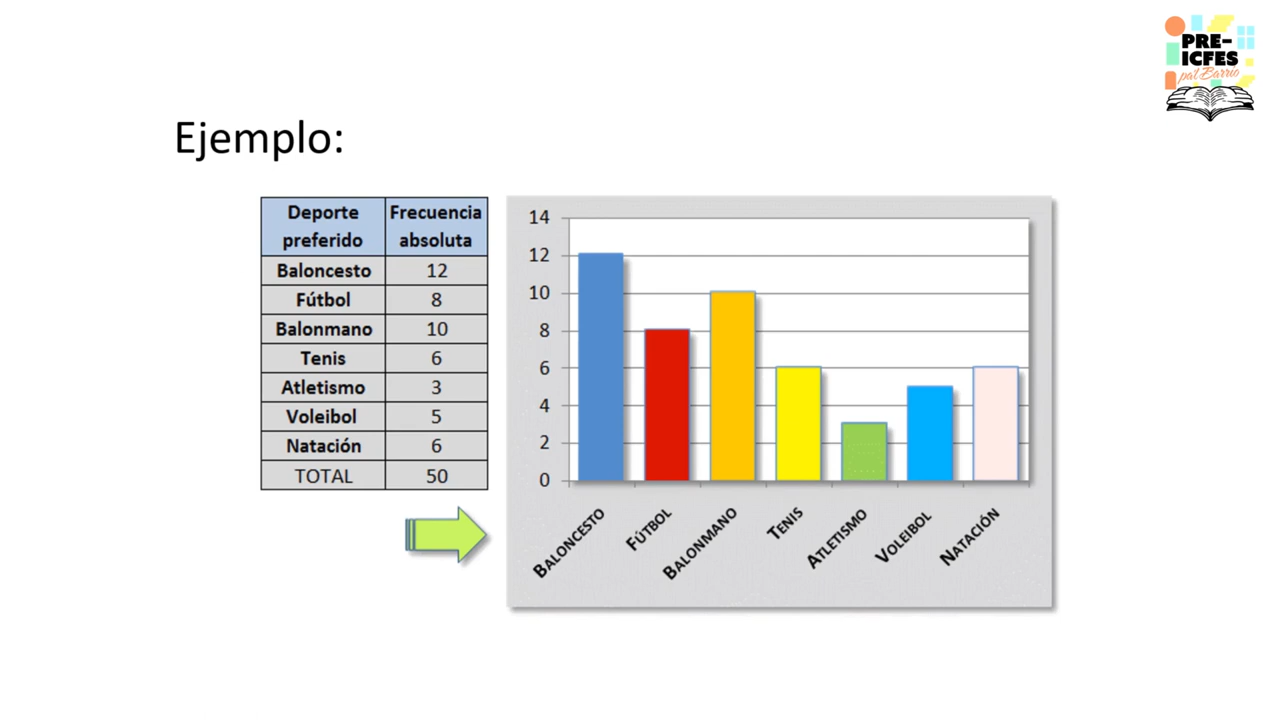 PRE-
ICFES
pa'l Barrio
Ejemplo:
Deporte preferido Frecuencia absoluta
Baloncesto 12
Fútbol 8
Balonmano 10
Tenis 6
Atletismo 3
Voleibol 5
Natación 6
TOTAL 50
14
12
10
8
6
4
2
0
BALONCESTO
FÚTBOL
BALONMANO
TENIS
ATLETISMO
VOLEIBOL
NATACIÓN